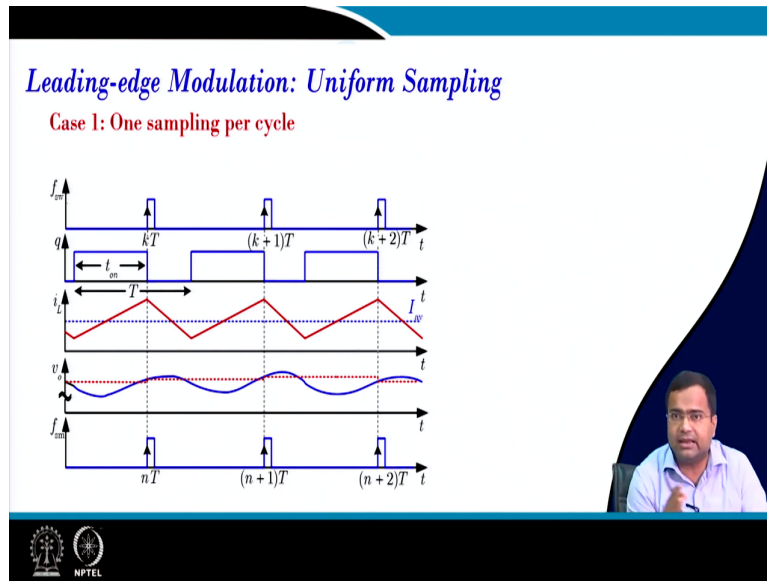 Leading-edge Modulation: Uniform Sampling
Case 1: One sampling per cycle
f_sw
kT
(k + 1)T
(k + 2)T
t
q
t_on
T
t
i_L
I_av
t
v_o
t
f_sm
nT
(n + 1)T
(n + 2)T
t
NPTEL